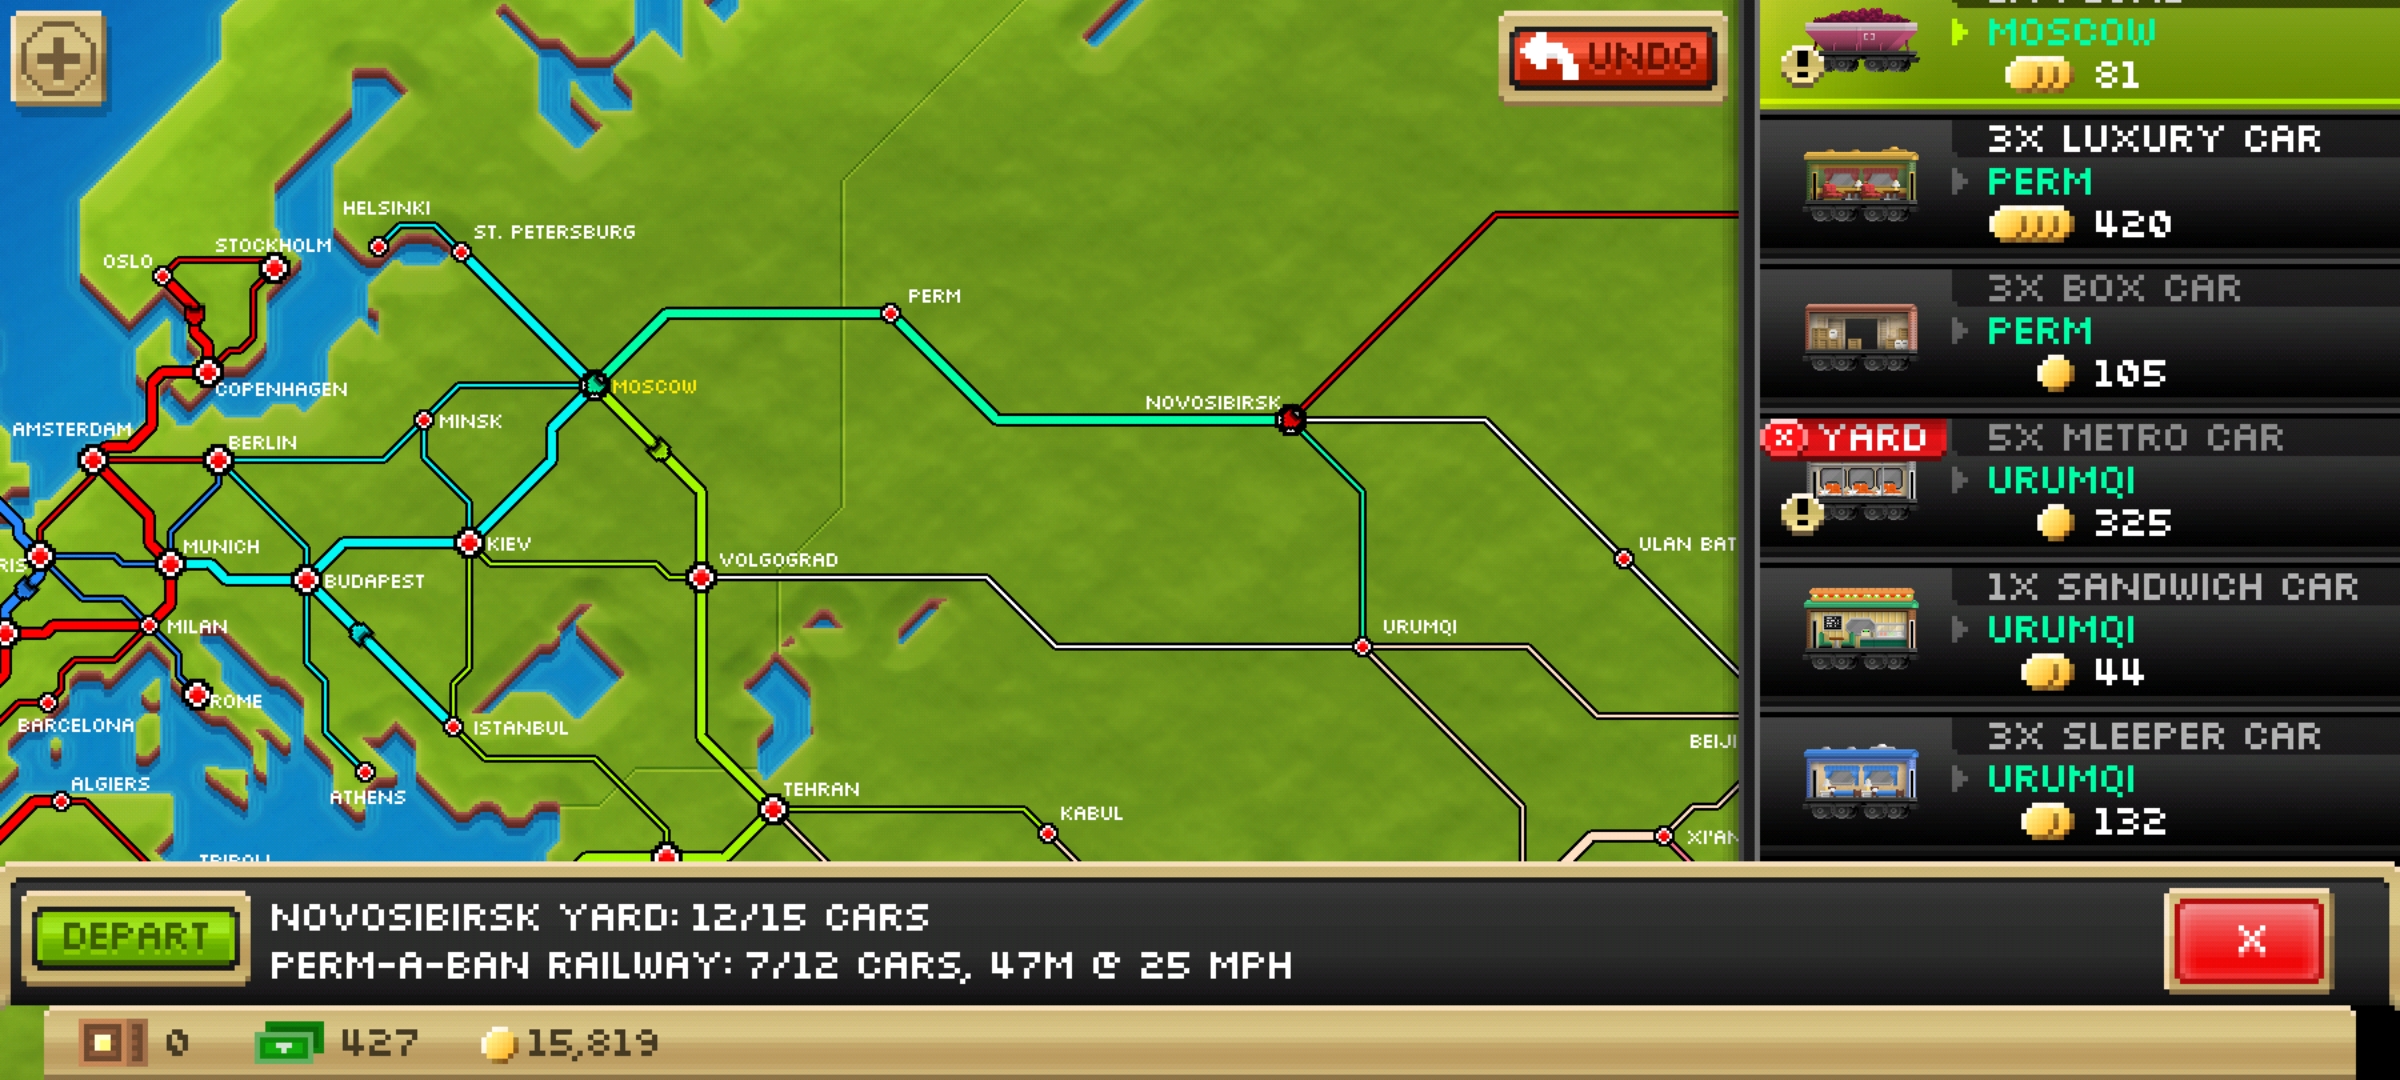 UNDO
MOSCOW
81
3X LUXURY CAR
PERM
420
3X BOX CAR
PERM
105
YARD
5X METRO CAR
URUMQI
325
1X SANDWICH CAR
URUMQI
44
3X SLEEPER CAR
URUMQI
132
HELSINKI
ST. PETERSBURG
STOCKHOLM
OSLO
PERM
COPENHAGEN
MOSCOW
NOVOSIBIRSK
AMSTERDAM
BERLIN
MINSK
MUNICH
KIEV
ULAN BAT
RIS
BUDAPEST
VOLGOGRAD
MILAN
URUMQI
ROME
BARCELONA
ISTANBUL
BEIJI
ALGIERS
ATHENS
TEHRAN
KABUL
XI'AN
DEPART
NOVOSIBIRSK YARD: 12/15 CARS
PERM-A-BAN RAILWAY: 7/12 CARS, 47M @ 25 MPH
X
0
427
15,819